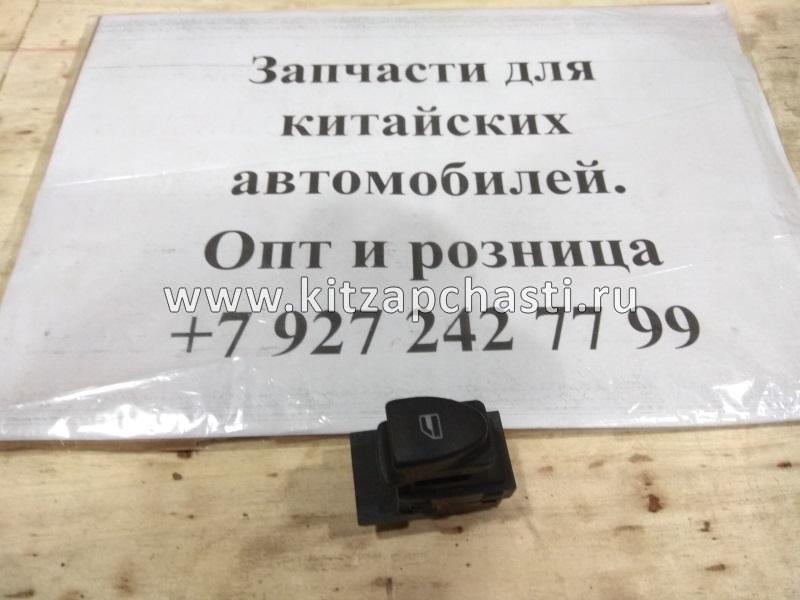 Запчасти для
китайских
автомобилей.
Опт и розница
www.kitzapchasti.ru
+7 927 242 77 99